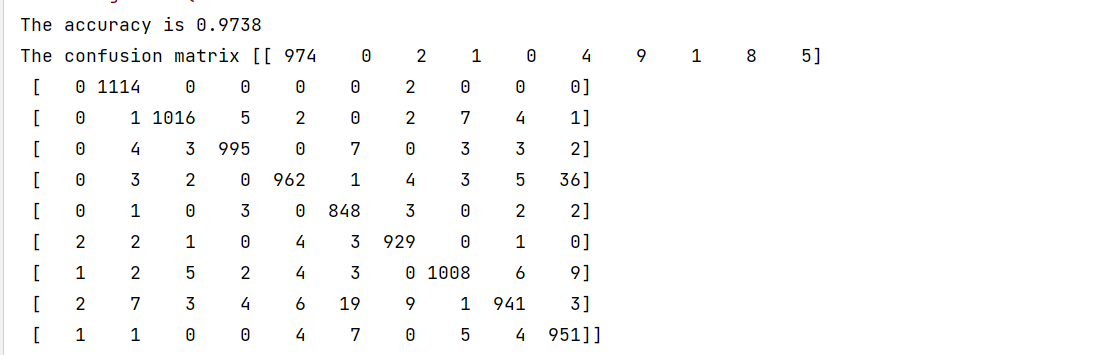 The accuracy is 0.9738
The confusion matrix [[ 974    0    2    1    0    4    9    1    8    5]
 [   0 1114    0    0    0    0    2    0    0    0]
 [   0    1 1016    5    2    0    2    7    4    1]
 [   0    4    3  995    0    7    0    3    3    2]
 [   0    3    2    0  962    1    4    3    5   36]
 [   0    1    0    3    0  848    3    0    2    2]
 [   2    2    1    0    4    3  929    0    1    0]
 [   1    2    5    2    4    3    0 1008    6    9]
 [   2    7    3    4    6   19    9    1  941    3]
 [   1    1    0    0    4    7    0    5    4  951]]